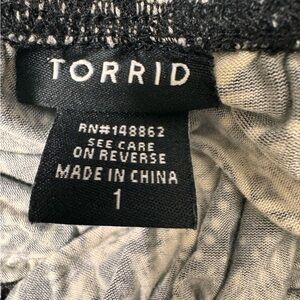 TORRID
RN#148862
SEE CARE
ON REVERSE
MADE IN CHINA
1